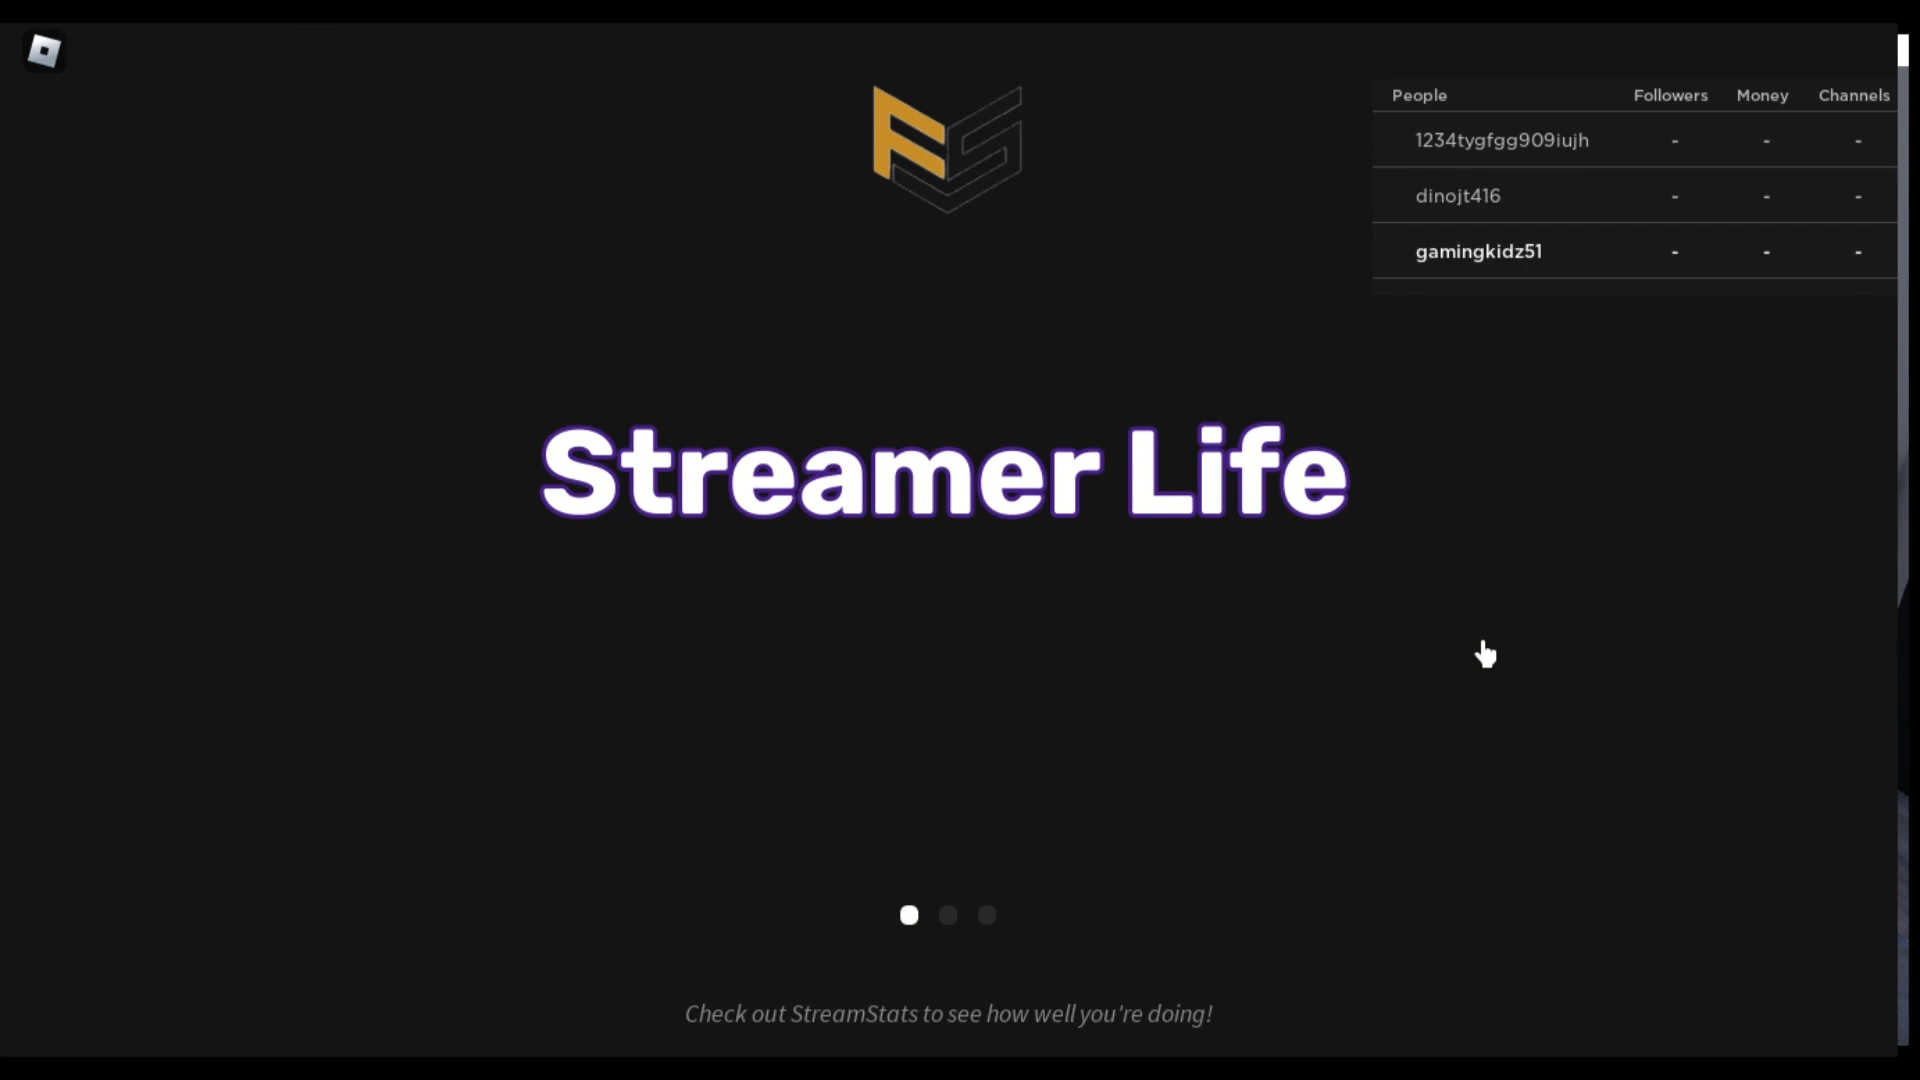 People Followers Money Channels
1234tygfgg909iujh - - -
dinojt416 - - -
gamingkidz51 - - -
Streamer Life
Check out StreamStats to see how well you're doing!